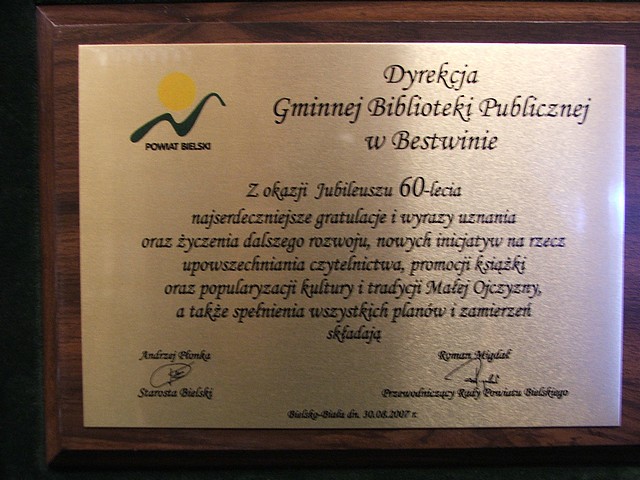 POWIAT BIELSKI
Dyrekcja
Gminnej Biblioteki Publicznej
w Bestwinie
Z okazji Jubileuszu 60-lecia
najserdeczniejsze gratulacje i wyrazy uznania
oraz życzenia dalszego rozwoju, nowych inicjatyw na rzecz
upowszechniania czytelnictwa, promocji książki
oraz popularyzacji kultury i tradycji Małej Ojczyzny,
a także spełnienia wszystkich planów i zamierzeń
składają
Andrzej Płonka
Starosta Bielski
Roman Migdał
Przewodniczący Rady Powiatu Bielskiego
Bielsko-Biała dn. 30.08.2007 r.